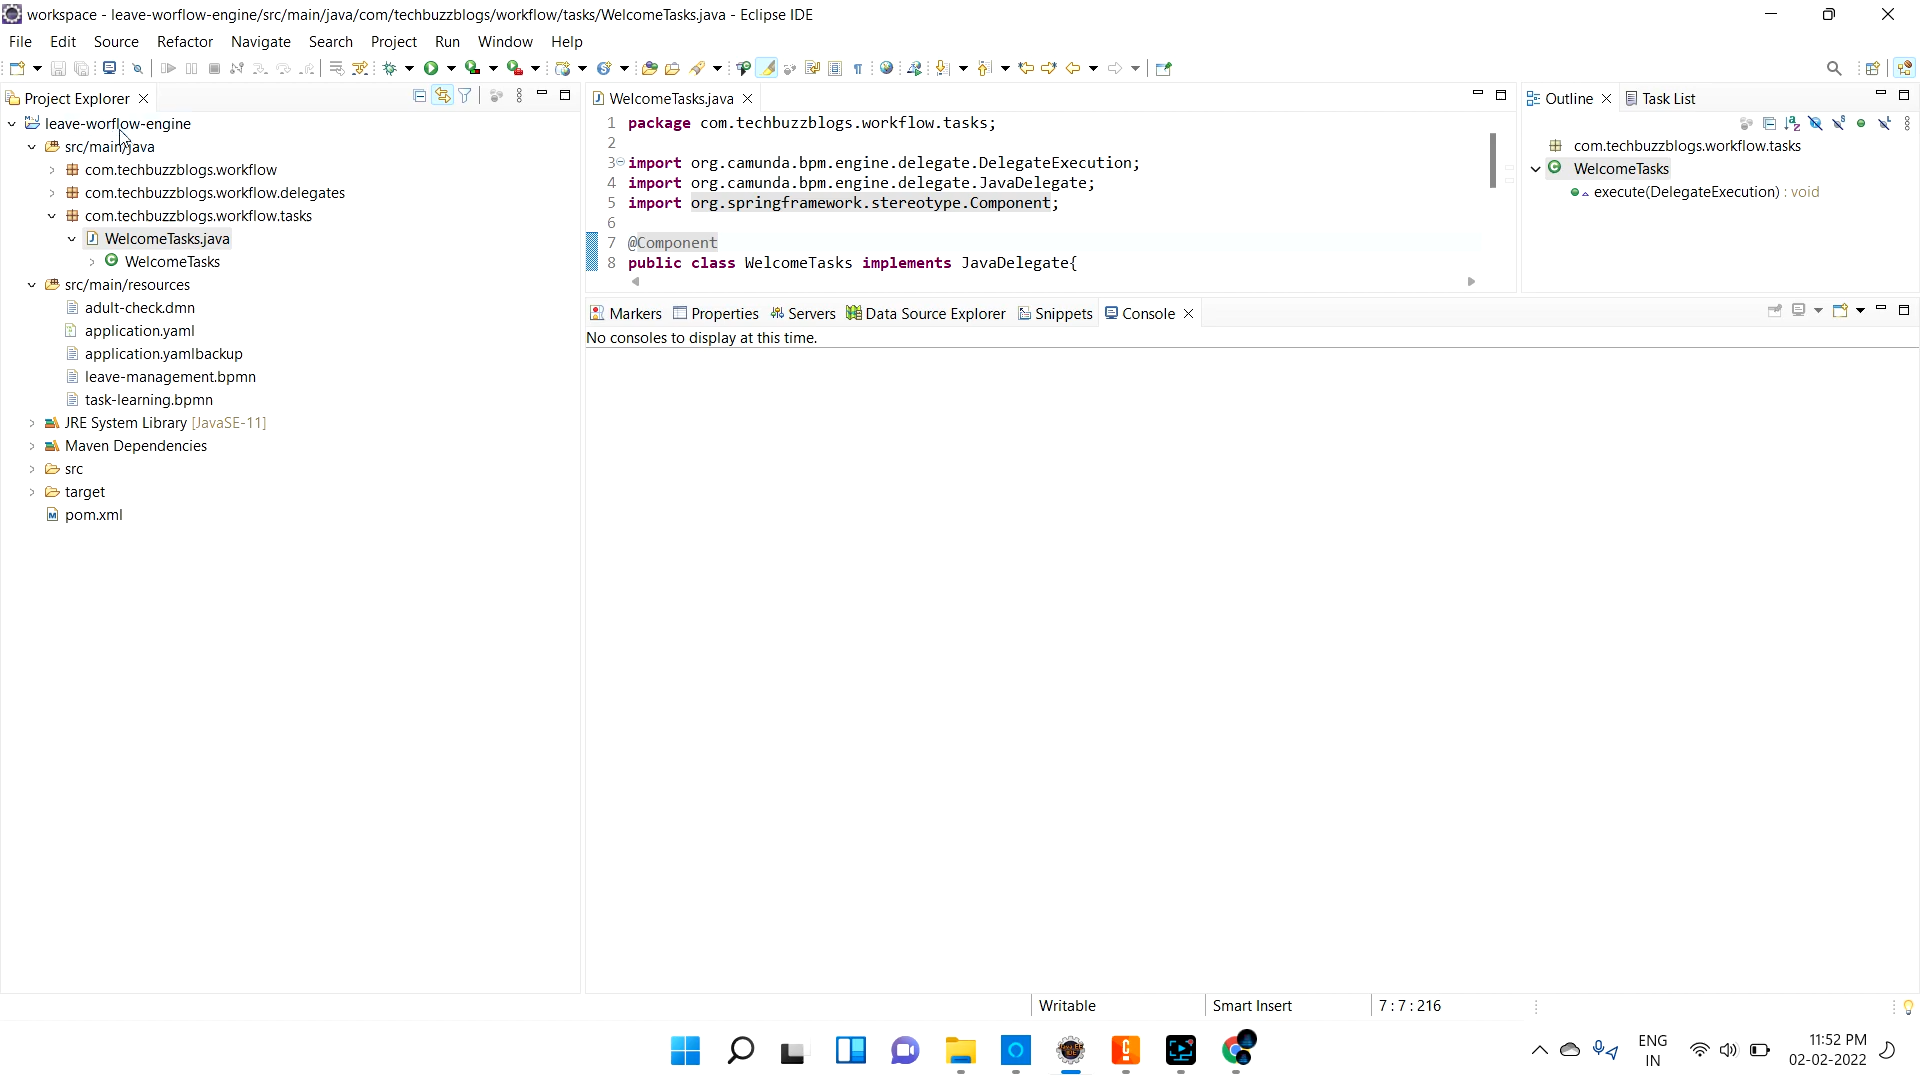 workspace - leave-worflow-engine/src/main/java/com/techbuzzblogs/workflow/tasks/WelcomeTasks.java - Eclipse IDE
File Edit Source Refactor Navigate Search Project Run Window Help
Project Explorer
leave-worflow-engine
src/main/java
com.techbuzzblogs.workflow
com.techbuzzblogs.workflow.delegates
com.techbuzzblogs.workflow.tasks
WelcomeTasks.java
WelcomeTasks
src/main/resources
adult-check.dmn
application.yaml
application.yamlbackup
leave-management.bpmn
task-learning.bpmn
JRE System Library [JavaSE-11]
Maven Dependencies
src
target
pom.xml
WelcomeTasks.java
1 package com.techbuzzblogs.workflow.tasks;
2
3 import org.camunda.bpm.engine.delegate.DelegateExecution;
4 import org.camunda.bpm.engine.delegate.JavaDelegate;
5 import org.springframework.stereotype.Component;
6
7 @Component
8 public class WelcomeTasks implements JavaDelegate{
Outline Task List
com.techbuzzblogs.workflow.tasks
WelcomeTasks
execute(DelegateExecution) : void
Markers Properties Servers Data Source Explorer Snippets Console
No consoles to display at this time.
Writable Smart Insert 7 : 7 : 216
ENG
IN
11:52 PM
02-02-2022